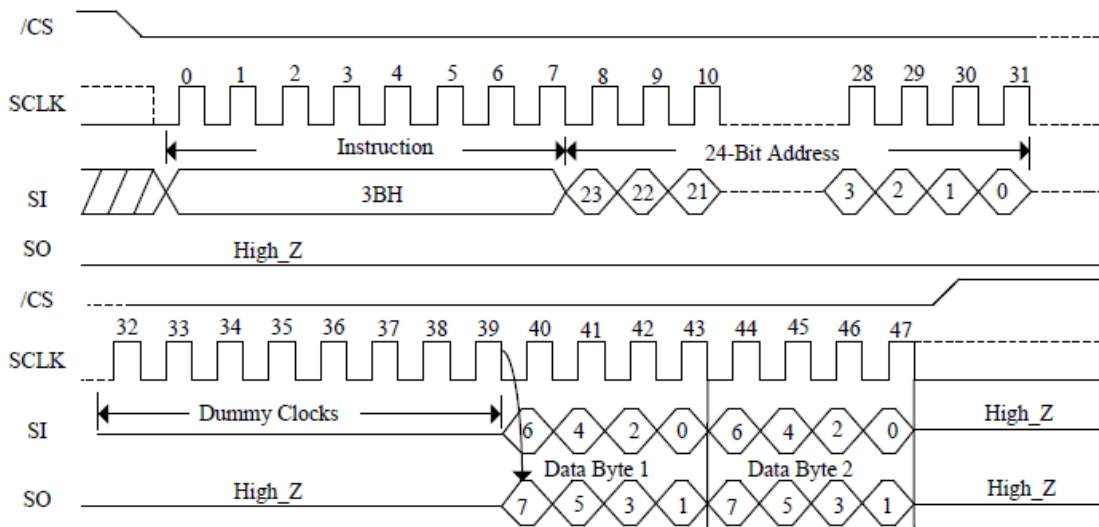 /CS
0 1 2 3 4 5 6 7 8 9 10 28 29 30 31
SCLK
Instruction 24-Bit Address
SI 3BH 23 22 21 3 2 1 0
SO High_Z
/CS
32 33 34 35 36 37 38 39 40 41 42 43 44 45 46 47
SCLK
Dummy Clocks
SI 6 4 2 0 6 4 2 0 High_Z
Data Byte 1 Data Byte 2
SO High_Z 7 5 3 1 7 5 3 1 High_Z